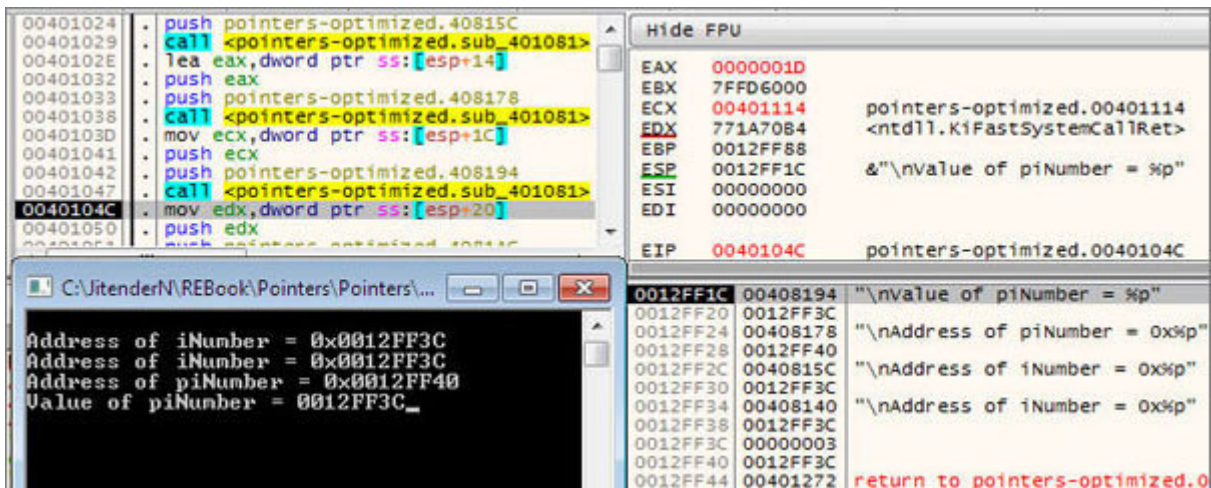 00401024 . push pointers-optimized.40815C
00401029 . call <pointers-optimized.sub_401081>
0040102E . lea eax,dword ptr ss:[esp+14]
00401032 . push eax
00401033 . push pointers-optimized.408178
00401038 . call <pointers-optimized.sub_401081>
0040103D . mov ecx,dword ptr ss:[esp+1C]
00401041 . push ecx
00401042 . push pointers-optimized.408194
00401047 . call <pointers-optimized.sub_401081>
0040104C . mov edx,dword ptr ss:[esp+20]
00401050 . push edx
Hide FPU
EAX 0000001D
EBX 7FFD6000
ECX 00401114 pointers-optimized.00401114
EDX 771A70B4 <ntdll.KiFastSystemCallRet>
EBP 0012FF88
ESP 0012FF1C &"\nValue of piNumber = %p"
ESI 00000000
EDI 00000000
EIP 0040104C pointers-optimized.0040104C
C:\JitenderN\REBook\Pointers\Pointers\...
Address of iNumber = 0x0012FF3C
Address of iNumber = 0x0012FF3C
Address of piNumber = 0x0012FF40
Value of piNumber = 0012FF3C_
0012FF1C 00408194 "\nValue of piNumber = %p"
0012FF20 0012FF3C
0012FF24 00408178 "\nAddress of piNumber = 0x%p"
0012FF28 0012FF40
0012FF2C 0040815C "\nAddress of iNumber = 0x%p"
0012FF30 0012FF3C
0012FF34 00408140 "\nAddress of iNumber = 0x%p"
0012FF38 0012FF3C
0012FF3C 00000003
0012FF40 0012FF3C
0012FF44 00401272 return to pointers-optimized.0